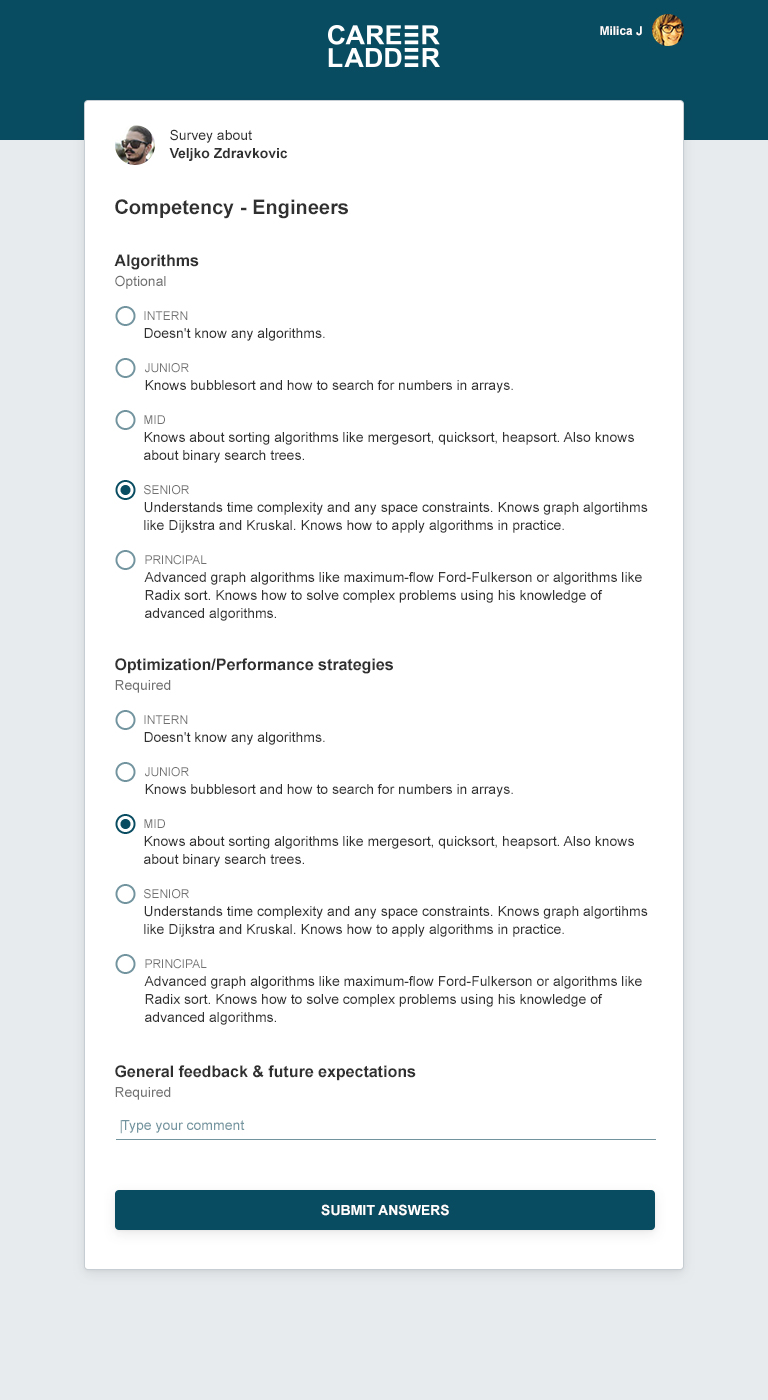 CAREER
LADDER
Milica J
Survey about
Veljko Zdravkovic
Competency - Engineers
Algorithms
Optional
INTERN
Doesn't know any algorithms.
JUNIOR
Knows bubblesort and how to search for numbers in arrays.
MID
Knows about sorting algorithms like mergesort, quicksort, heapsort. Also knows
about binary search trees.
SENIOR
Understands time complexity and any space constraints. Knows graph algortihms
like Dijkstra and Kruskal. Knows how to apply algorithms in practice.
PRINCIPAL
Advanced graph algorithms like maximum-flow Ford-Fulkerson or algorithms like
Radix sort. Knows how to solve complex problems using his knowledge of
advanced algorithms.
Optimization/Performance strategies
Required
INTERN
Doesn't know any algorithms.
JUNIOR
Knows bubblesort and how to search for numbers in arrays.
MID
Knows about sorting algorithms like mergesort, quicksort, heapsort. Also knows
about binary search trees.
SENIOR
Understands time complexity and any space constraints. Knows graph algortihms
like Dijkstra and Kruskal. Knows how to apply algorithms in practice.
PRINCIPAL
Advanced graph algorithms like maximum-flow Ford-Fulkerson or algorithms like
Radix sort. Knows how to solve complex problems using his knowledge of
advanced algorithms.
General feedback & future expectations
Required
Type your comment
SUBMIT ANSWERS